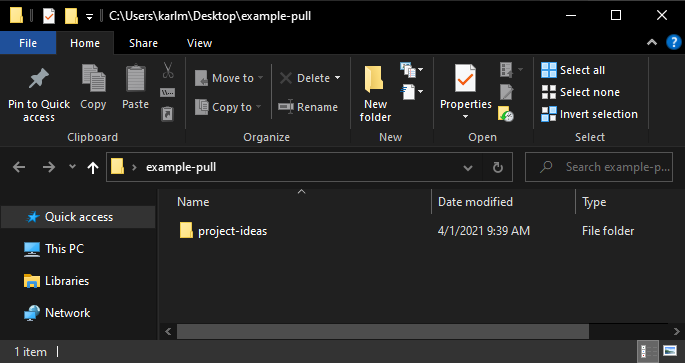 C:\Users\karlm\Desktop\example-pull
File Home Share View
Pin to Quick access
Copy
Paste
Clipboard
Move to
Copy to
Delete
Rename
Organize
New folder
New
Properties
Open
Select all
Select none
Invert selection
Select
example-pull
Search example-p...
Name Date modified Type
Quick access
This PC
Libraries
Network
project-ideas 4/1/2021 9:39 AM File folder
1 item